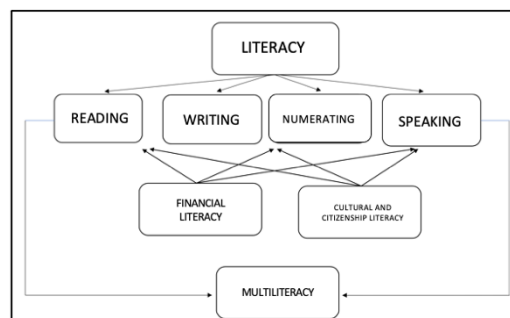 LITERACY
READING
WRITING
NUMERATING
SPEAKING
FINANCIAL
LITERACY
CULTURAL AND
CITIZENSHIP LITERACY
MULTILITERACY